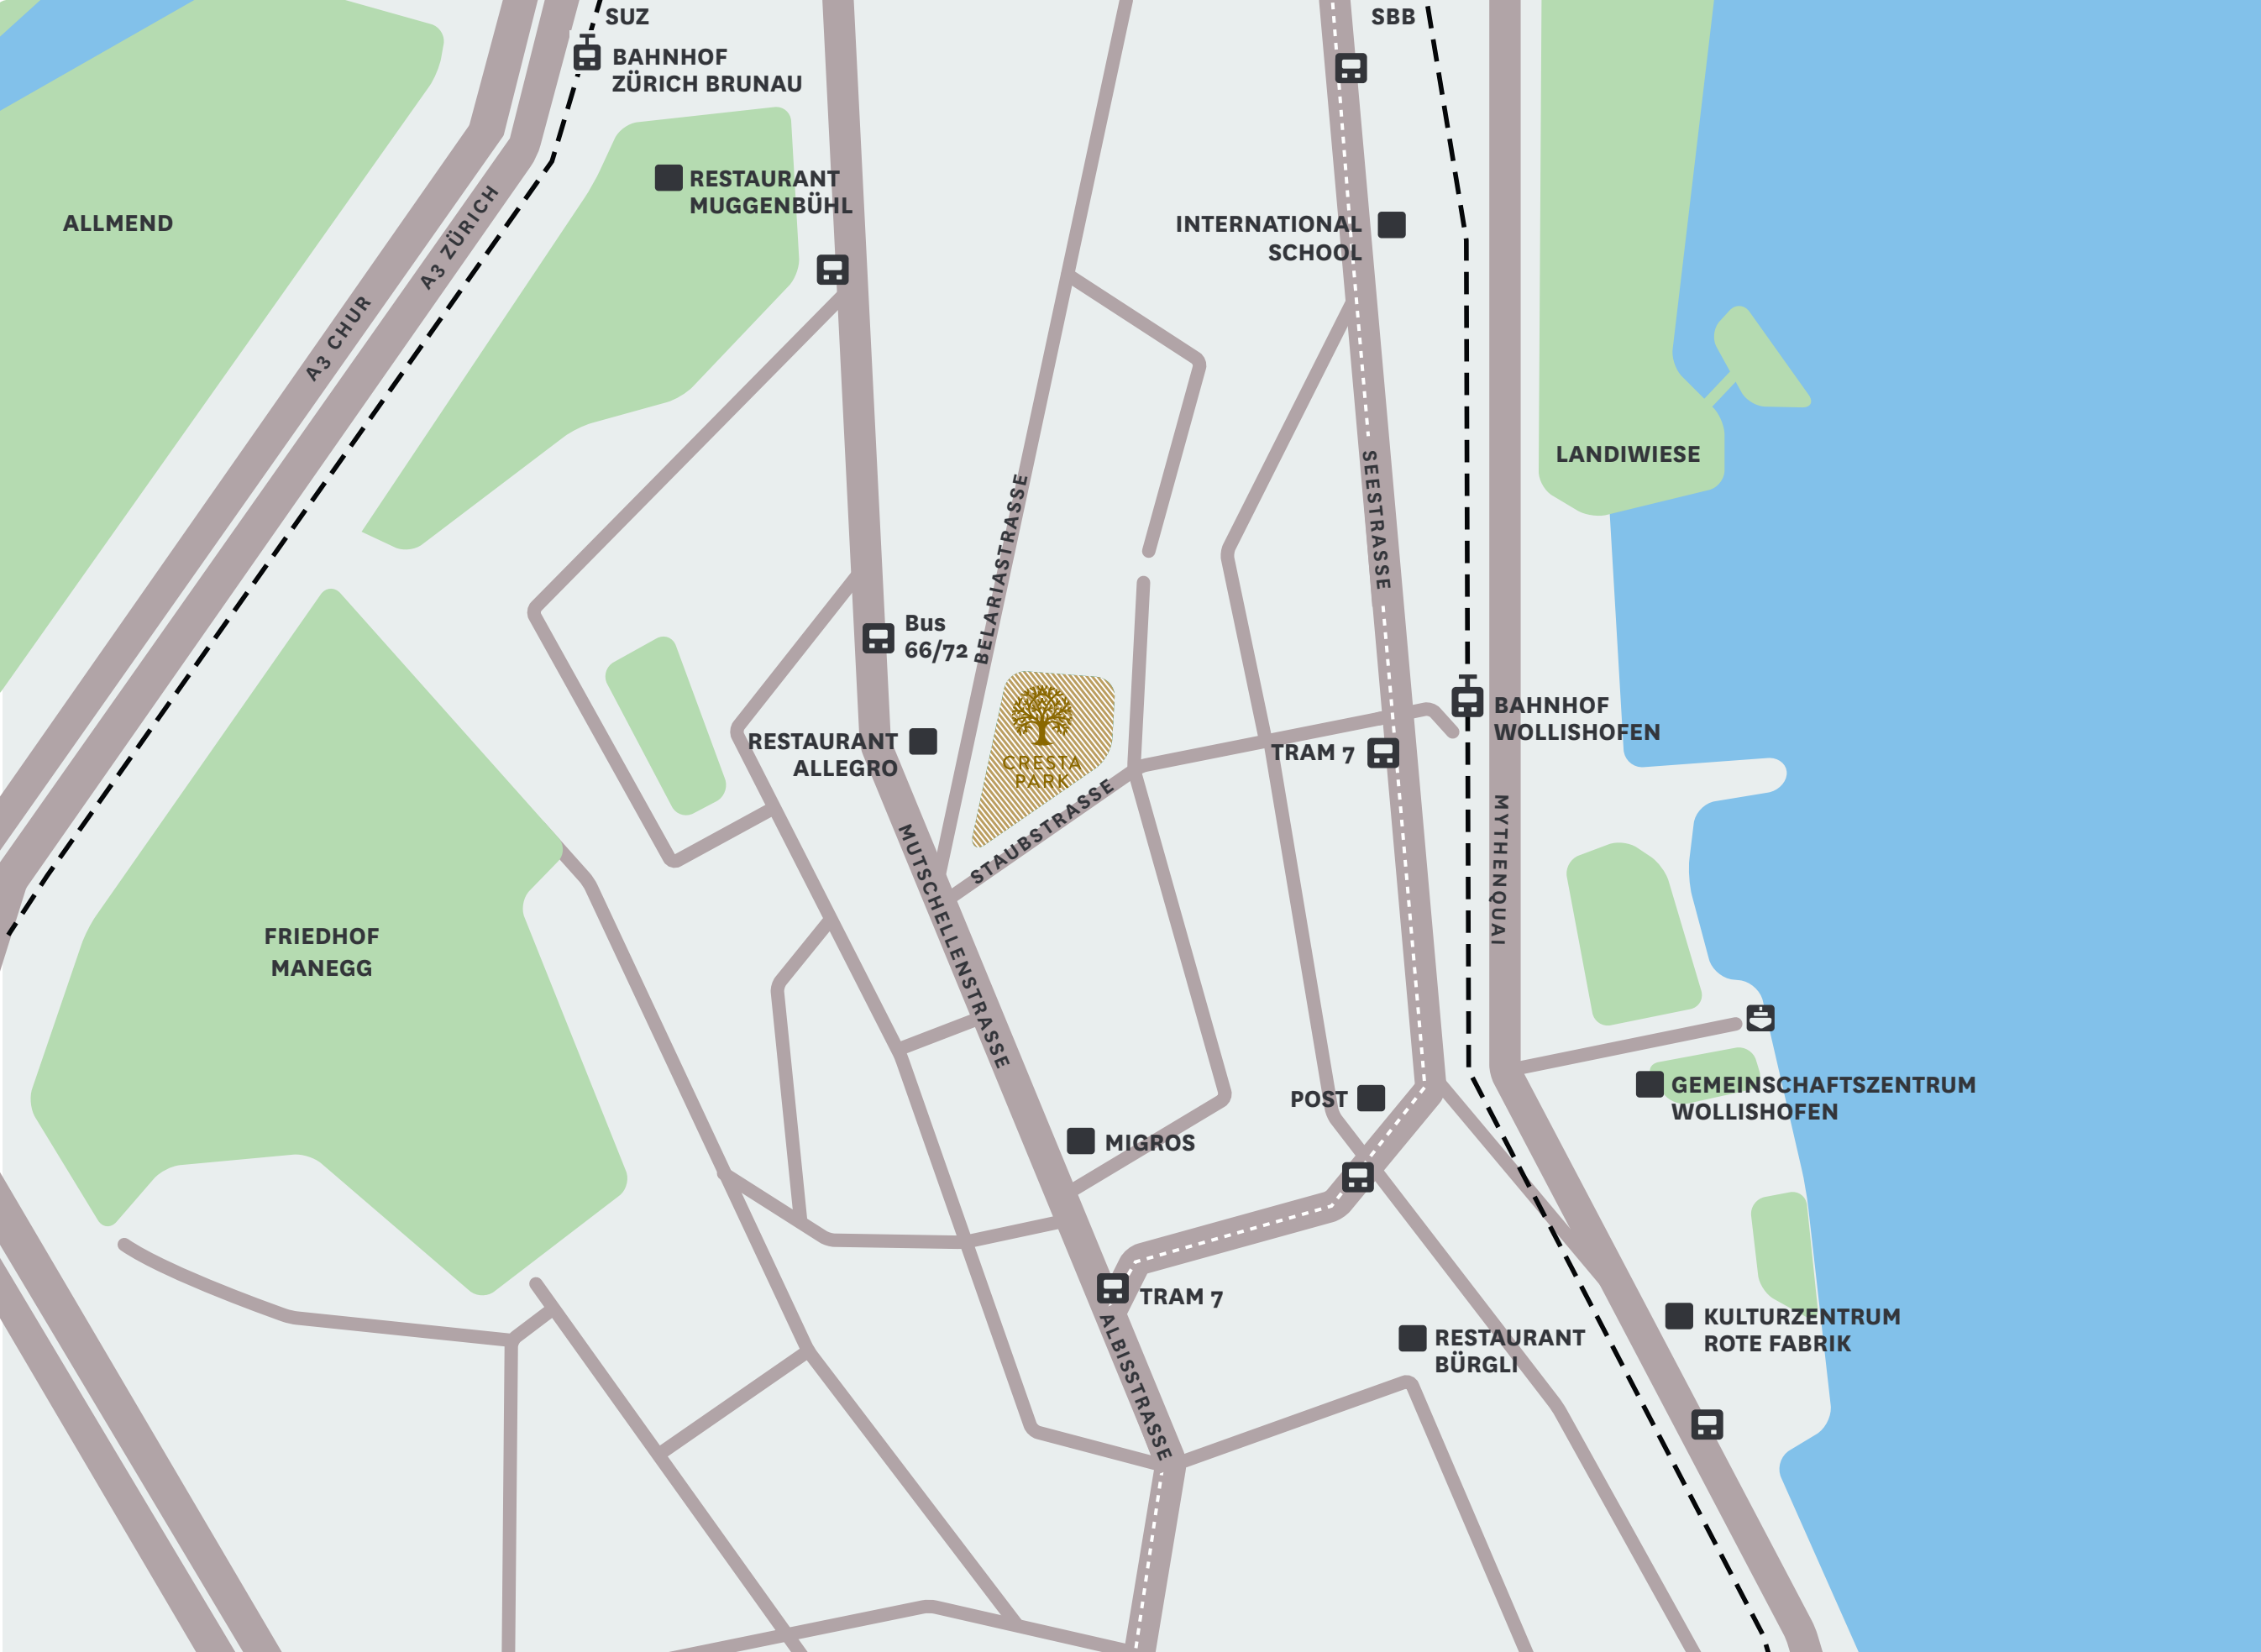 SUZ
BAHNHOF
ZÜRICH BRUNAU
SBB
RESTAURANT
MUGGENBÜHL
ALLMEND
A3 ZÜRICH
A3 CHUR
INTERNATIONAL
SCHOOL
LANDIWIESE
SEESTRASSE
BELARIASTRASSE
Bus
66/72
BAHNHOF
WOLLISHOFEN
RESTAURANT
ALLEGRO
CRESTA
PARK
TRAM 7
STAUBSTRASSE
MYTHENQUAI
MUTSCHELLENSTRASSE
FRIEDHOF
MANEGG
POST
GEMEINSCHAFTSZENTRUM
WOLLISHOFEN
MIGROS
TRAM 7
ALBISSTRASSE
RESTAURANT
BÜRGLI
KULTURZENTRUM
ROTE FABRIK